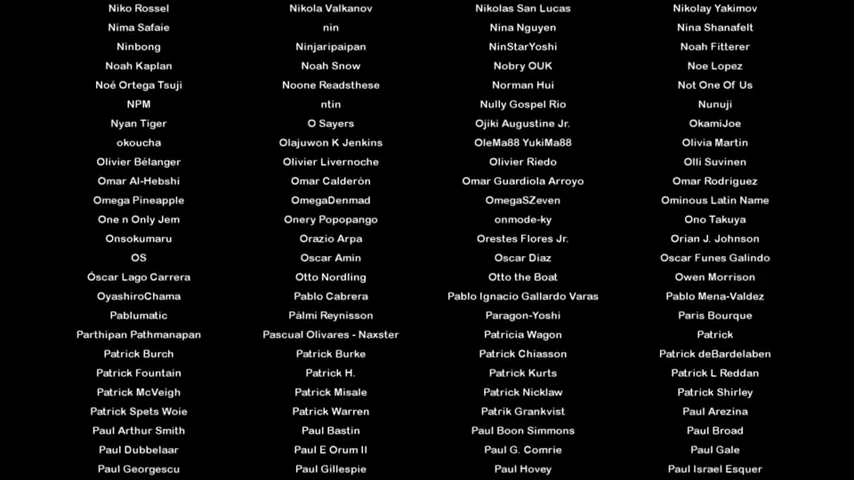 Niko Rossel Nikola Valkanov Nikolas San Lucas Nikolay Yakimov
Nima Safaie nin Nina Nguyen Nina Shanafelt
Ninbong Ninjaripaipan NinStarYoshi Noah Fitterer
Noah Kaplan Noah Snow Nobry OUK Noe Lopez
Noé Ortega Tsuji Noone Readsthese Norman Hui Not One Of Us
NPM ntin Nully Gospel Rio Nunuji
Nyan Tiger O Sayers Ojiki Augustine Jr. OkamiJoe
okoucha Olajuwon K Jenkins OleMa88 YukiMa88 Olivia Martin
Olivier Bélanger Olivier Livernoche Olivier Riedo Olli Suvinen
Omar Al-Hebshi Omar Calderòn Omar Guardiola Arroyo Omar Rodriguez
Omega Pineapple OmegaDenmad OmegaSZeven Ominous Latin Name
One n Only Jem Onery Popopango onmode-ky Ono Takuya
Onsokumaru Orazio Arpa Orestes Flores Jr. Orian J. Johnson
OS Oscar Amin Oscar Diaz Oscar Funes Galindo
Óscar Lago Carrera Otto Nordling Otto the Boat Owen Morrison
OyashiroChama Pablo Cabrera Pablo Ignacio Gallardo Varas Pablo Mena-Valdez
Pablumatic Pálmi Reynisson Paragon-Yoshi Paris Bourque
Parthipan Pathmanapan Pascual Olivares - Naxster Patricia Wagon Patrick
Patrick Burch Patrick Burke Patrick Chiasson Patrick deBardelaben
Patrick Fountain Patrick H. Patrick Kurts Patrick L Reddan
Patrick McVeigh Patrick Misale Patrick Nicklaw Patrick Shirley
Patrick Spets Woie Patrick Warren Patrik Grankvist Paul Arezina
Paul Arthur Smith Paul Bastin Paul Boon Simmons Paul Broad
Paul Dubbelaar Paul E Orum II Paul G. Comrie Paul Gale
Paul Georgescu Paul Gillespie Paul Hovey Paul Israel Esquer